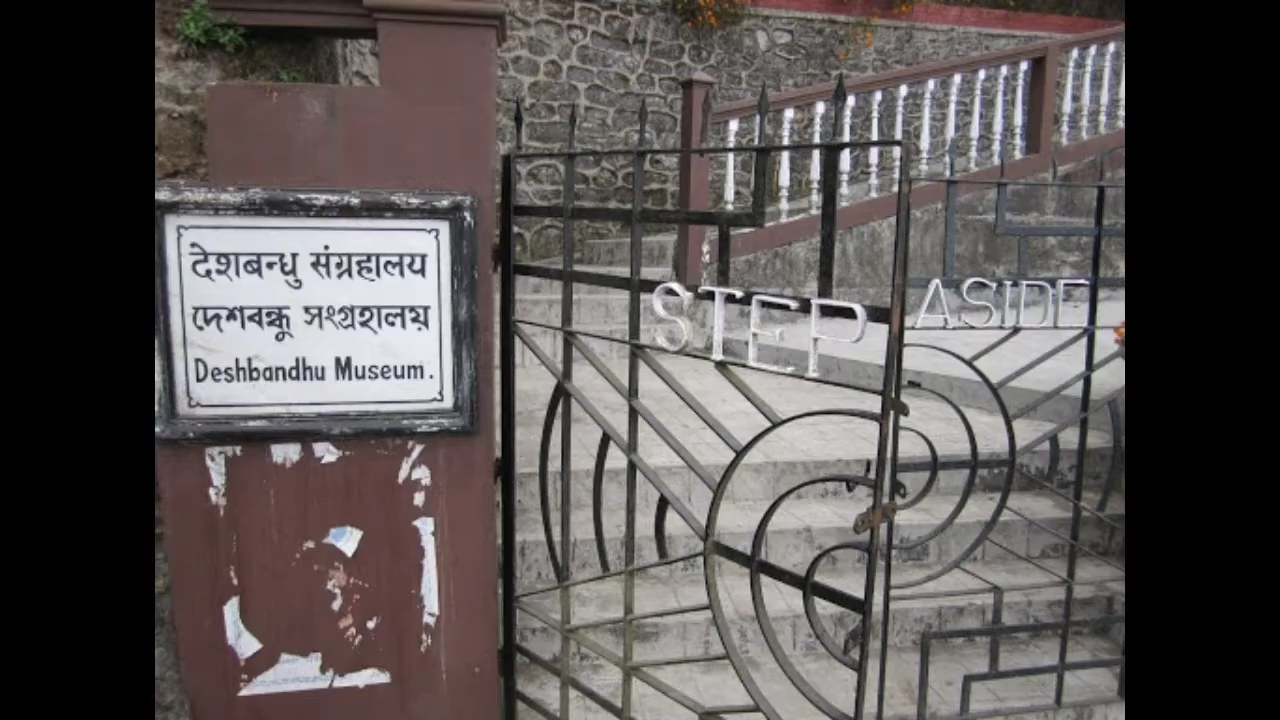 देशबन्धु संग्रहालय
দেশবন্ধু সংগ্রহালয়
Deshbandhu Museum.
STEP ASIDE